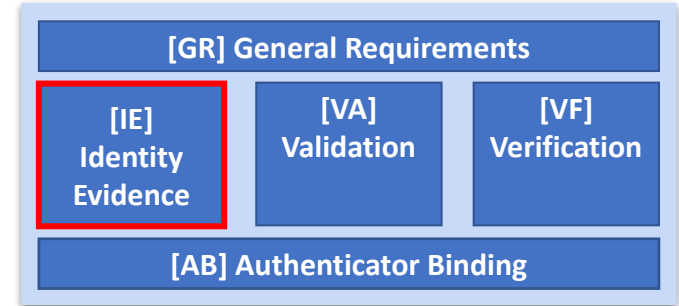 [GR] General Requirements
[IE]
Identity
Evidence
[VA]
Validation
[VF]
Verification
[AB] Authenticator Binding